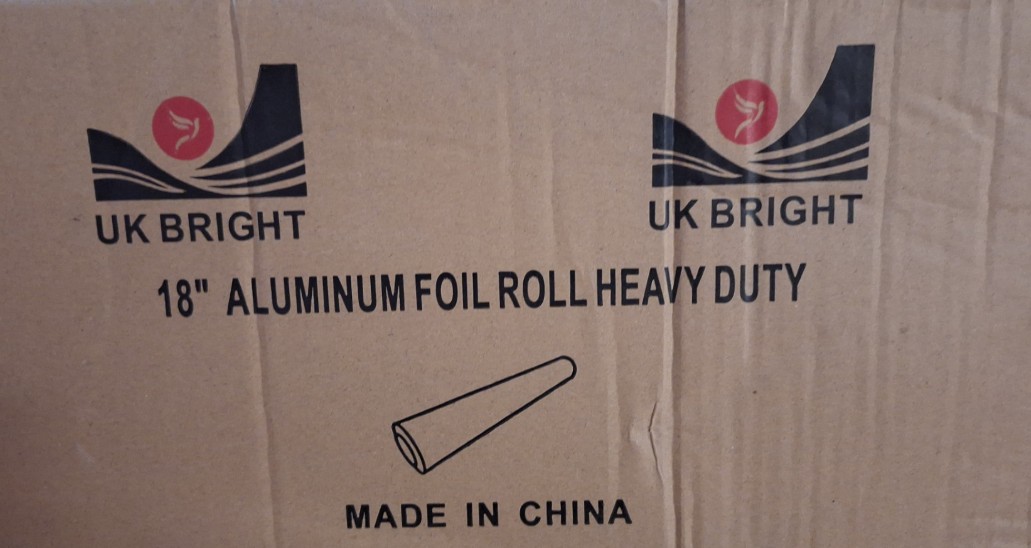 UK BRIGHT
UK BRIGHT
18" ALUMINUM FOIL ROLL HEAVY DUTY
MADE IN CHINA